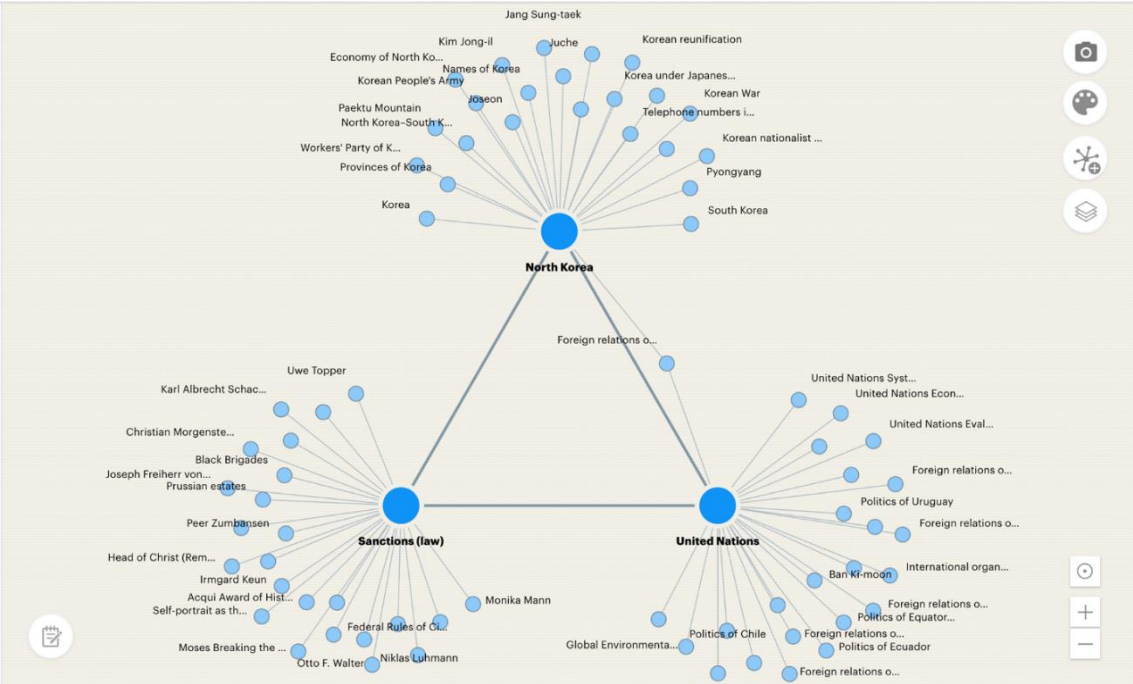 Jang Sung-taek
Kim Jong-il
Juche
Korean reunification
Economy of North Ko...
Names of Korea
Korea under Japanes...
Korean People's Army
Korean War
Joseon
Paektu Mountain
Telephone numbers i...
North Korea–South K...
Korean nationalist ...
Workers' Party of K...
Provinces of Korea
Pyongyang
Korea
South Korea
North Korea
Foreign relations o...
Uwe Topper
United Nations Syst...
Karl Albrecht Schac...
United Nations Econ...
United Nations Eval...
Christian Morgenste...
Black Brigades
Joseph Freiherr von...
Foreign relations o...
Prussian estates
Politics of Uruguay
Peer Zumbansen
Foreign relations o...
Sanctions (law)
United Nations
Head of Christ (Rem...
International organ...
Irmgard Keun
Ban Ki-moon
Acqui Award of Hist...
Monika Mann
Foreign relations o...
Self-portrait as th...
Politics of Equator...
Federal Rules of Ci...
Politics of Chile
Foreign relations o...
Moses Breaking the ...
Global Environmenta...
Politics of Ecuador
Otto F. Walter
Niklas Luhmann
Foreign relations o...